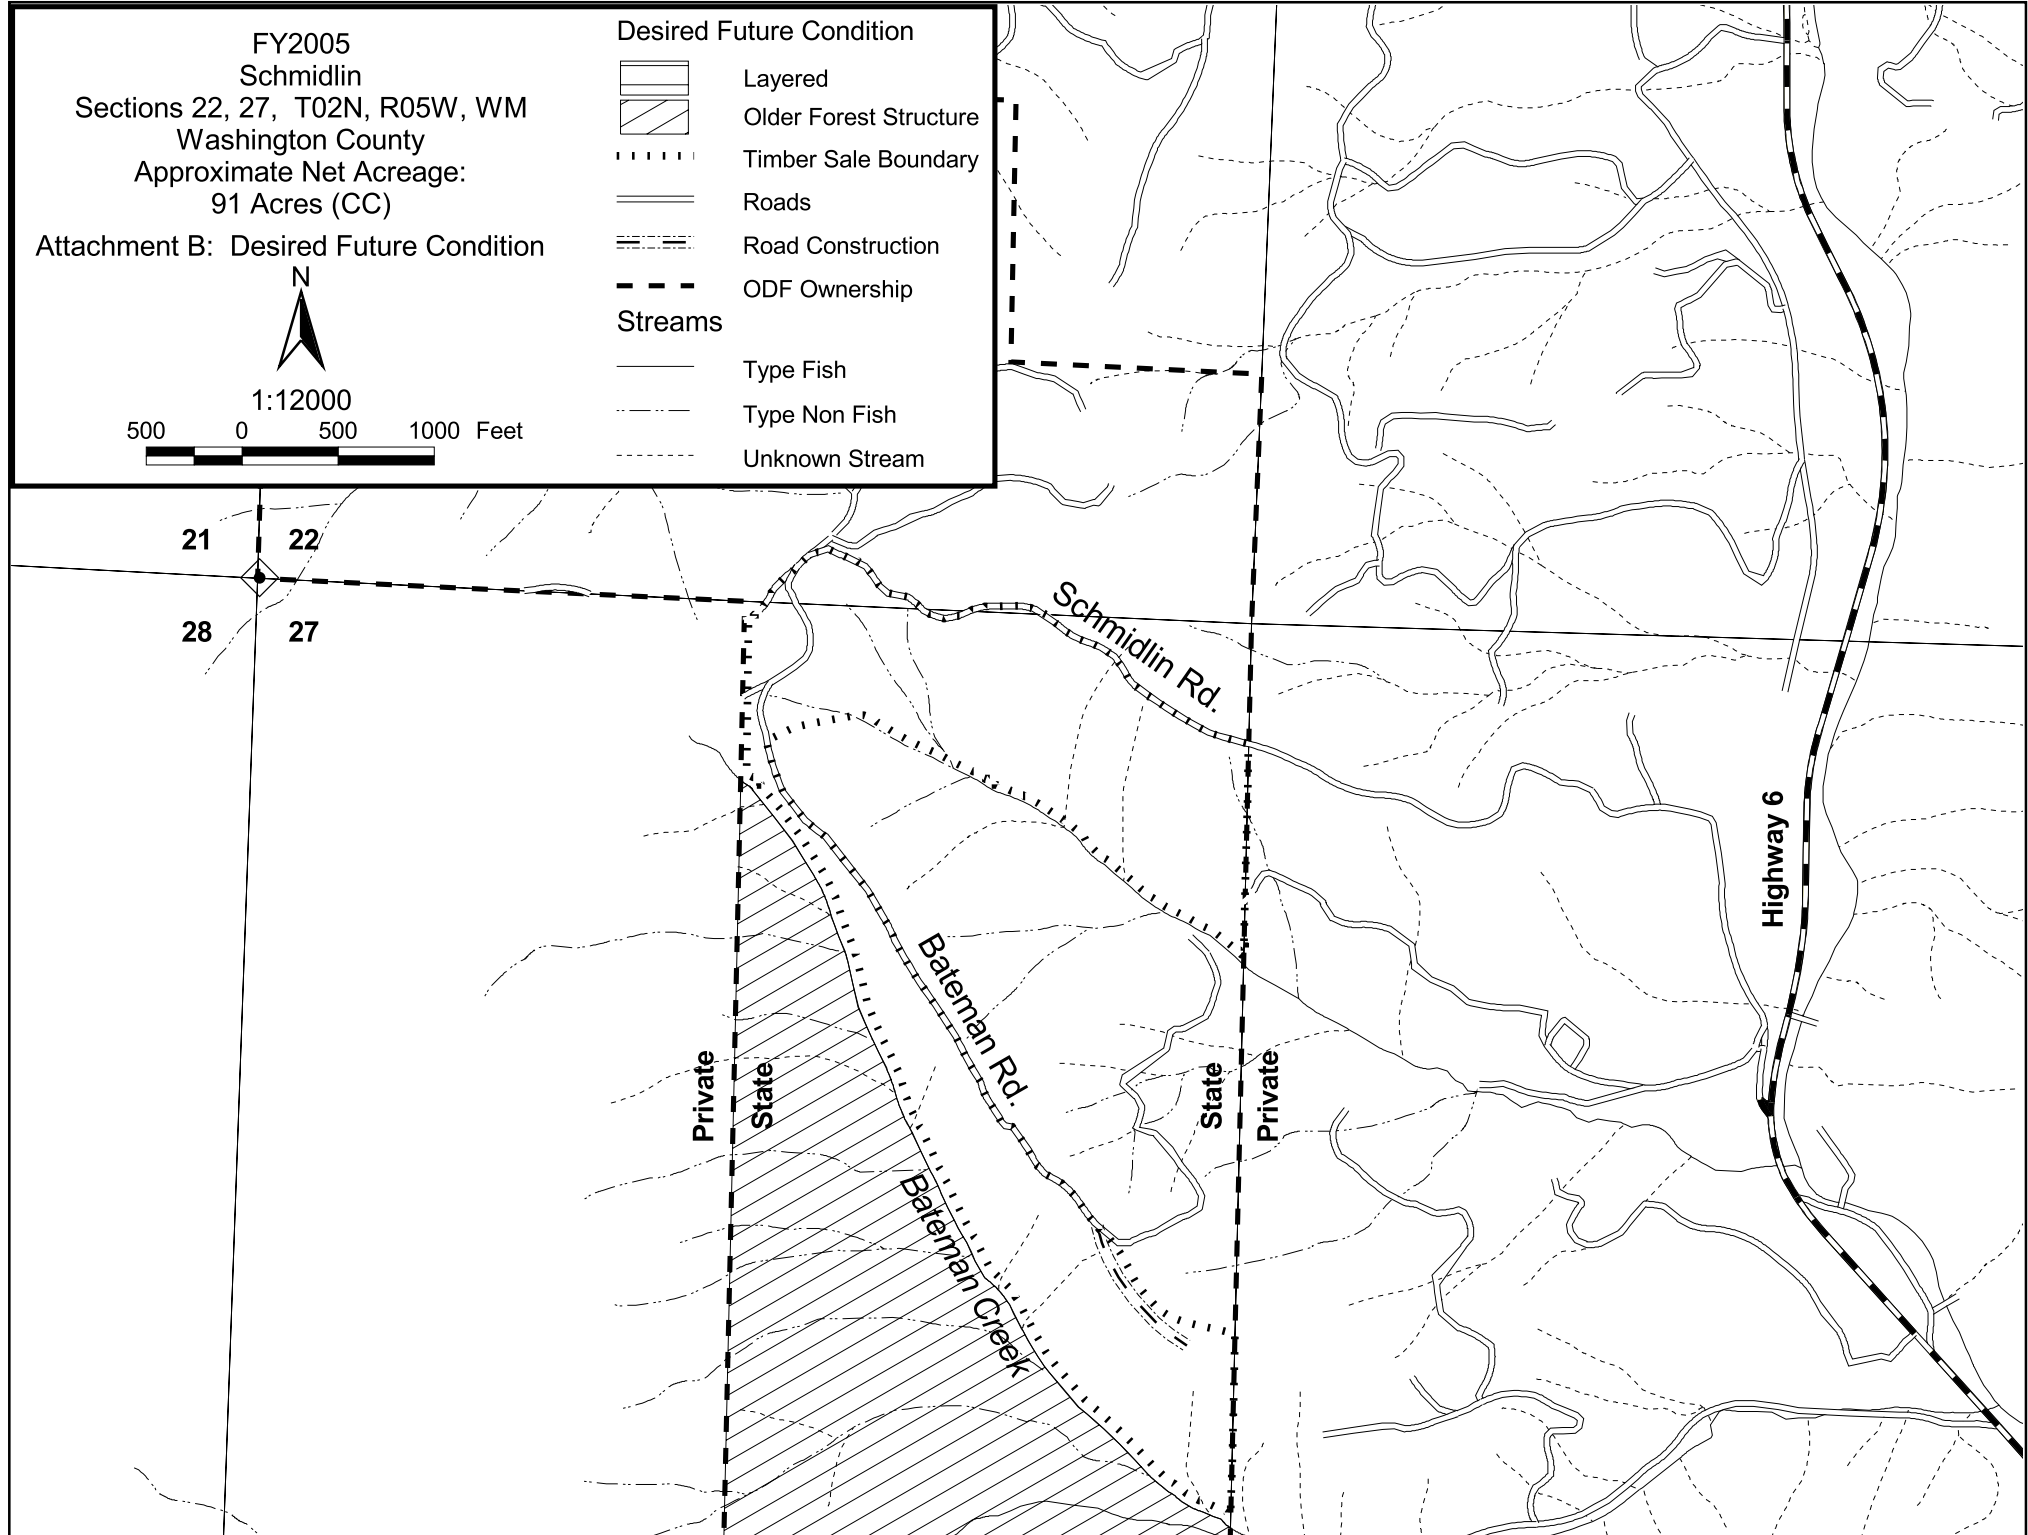 FY2005
Schmidlin
Sections 22, 27,  T02N, R05W, WM
Washington County
Approximate Net Acreage:
91 Acres (CC)
Attachment B:  Desired Future Condition
N
1:12000
500 0 500 1000 Feet
Desired Future Condition
Layered
Older Forest Structure
Timber Sale Boundary
Roads
Road Construction
ODF Ownership
Streams
Type Fish
Type Non Fish
Unknown Stream
21 22
28 27
Schmidlin Rd.
Highway 6
Bateman Rd.
Private
State
State
Private
Bateman Creek